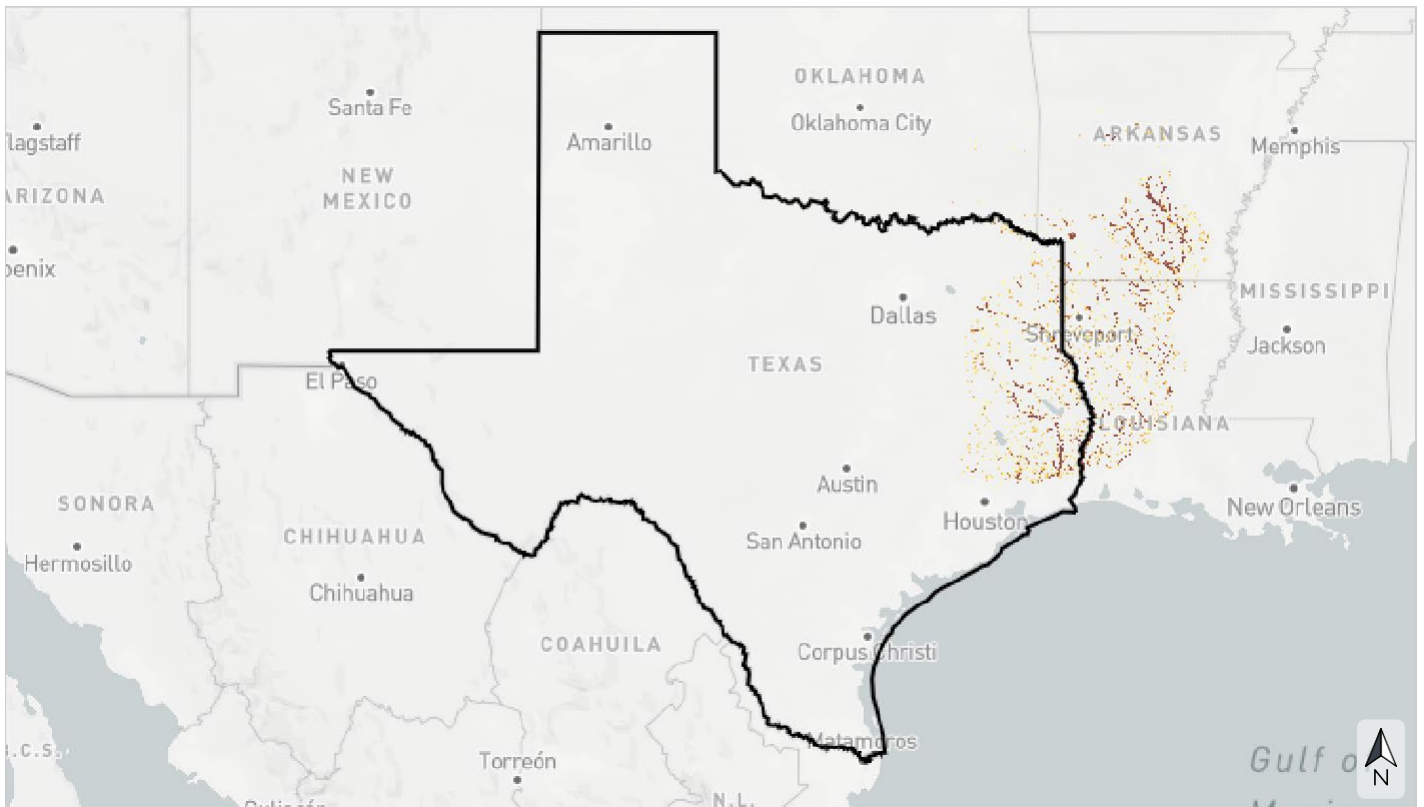 OKLAHOMA
Santa Fe
Oklahoma City
Amarillo
ARKANSAS
Memphis
lagstaff
NEW
MEXICO
ARIZONA
oenix
MISSISSIPPI
Dallas
Shreveport
Jackson
TEXAS
El Paso
LOUISIANA
Austin
SONORA
New Orleans
Houston
CHIHUAHUA
San Antonio
Hermosillo
Chihuahua
COAHUILA
Corpus Christi
Matamoros
.C.S.
Torreón
Gulf o
N
N.L.